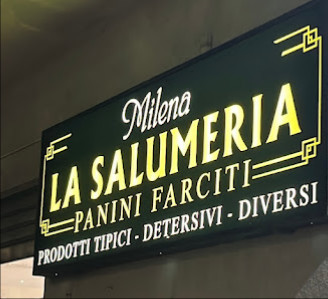 Milena
LA SALUMERIA
PANINI FARCITI
PRODOTTI TIPICI - DETERSIVI - DIVERSI